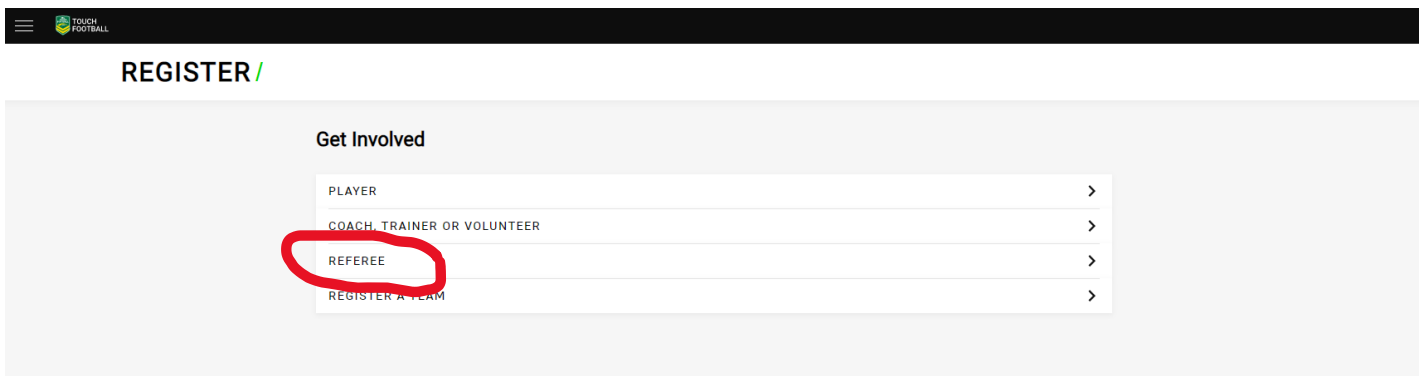 TOUCH
FOOTBALL
REGISTER/
Get Involved
PLAYER
COACH, TRAINER OR VOLUNTEER
REFEREE
REGISTER A TEAM